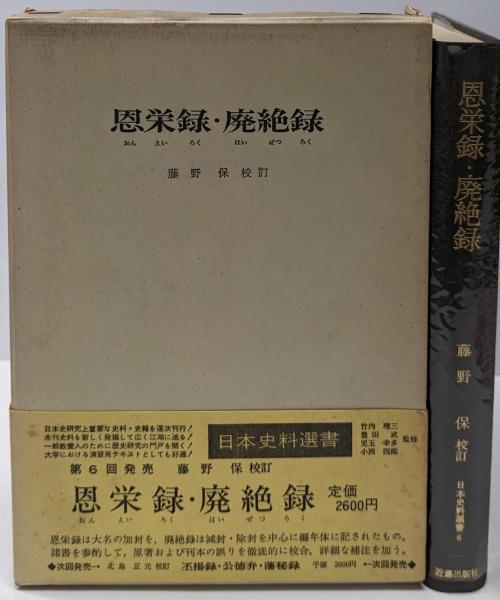 恩栄録・廃絶録
おん えい ろく はい ぜつ ろく
藤野 保 校訂
日本史研究上重要な史料・史籍を逐次刊行!
未刊史料を新しく発掘して広く江湖に送る!
一般教養人のために歴史研究の門戸を開く!
大学における演習用テキストとしても好適!
日本史料選書
竹内 理三
豊田 武
児玉 幸多
小西 四郎
監修
第6回発売 藤野 保 校訂
恩栄録・廃絶録
おん えい ろく はい ぜつ ろく
定価
2600円
恩栄録は大名の加封を、廃絶録は減封・除封を中心に編年体に記されたもの。
諸書を参酌して、原著および刊本の誤りを徹底的に校合、詳細な補注を加う。
◆次回発売→ 北島 正元 校訂 丕揚録・公徳弁・藩秘録 予価 2600円 ←次回発売◆
恩栄録・廃絶録
藤野 保 校訂
日本史料選書 6
近藤出版社